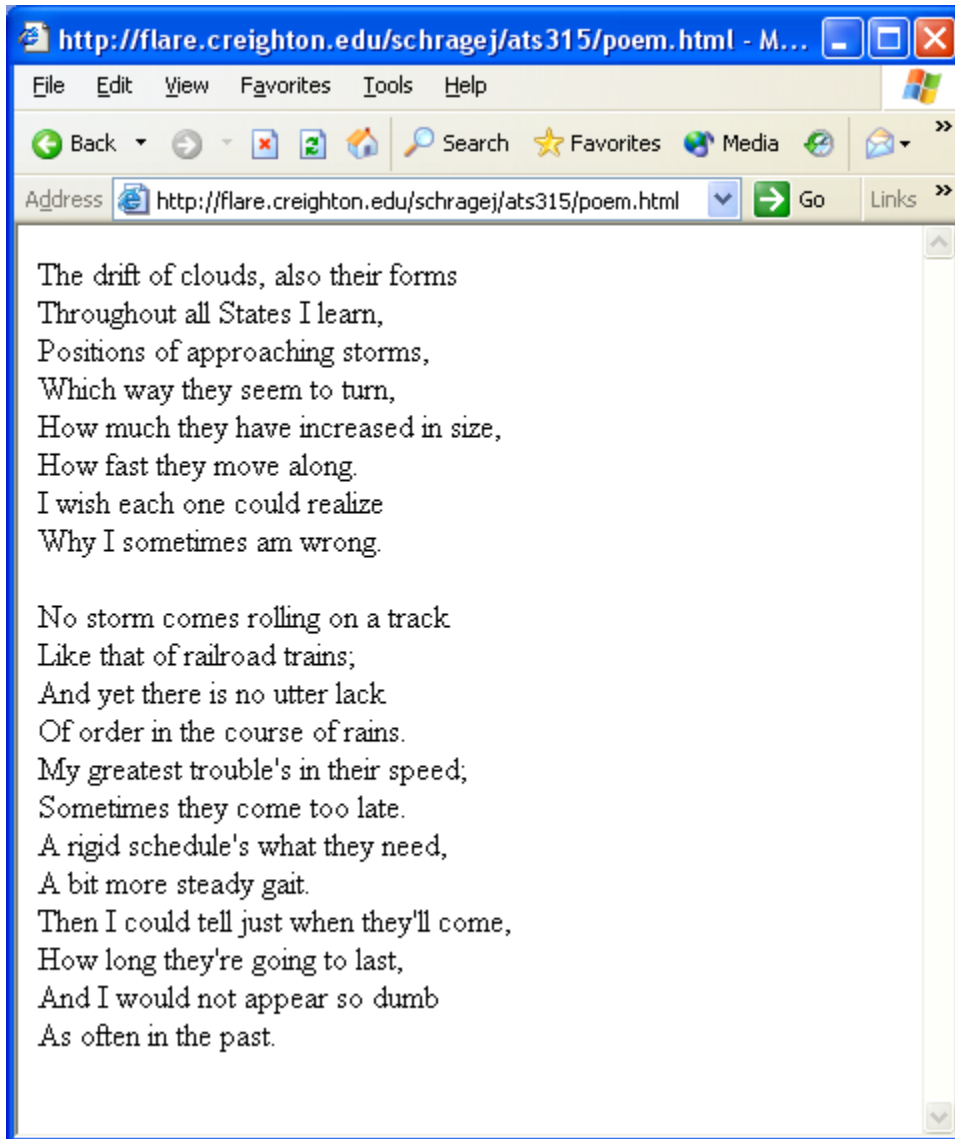 http://flare.creighton.edu/schragej/ats315/poem.html - M...
File Edit View Favorites Tools Help
Back Search Favorites Media »
Address http://flare.creighton.edu/schragej/ats315/poem.html Go Links »
The drift of clouds, also their forms
Throughout all States I learn,
Positions of approaching storms,
Which way they seem to turn,
How much they have increased in size,
How fast they move along.
I wish each one could realize
Why I sometimes am wrong.
No storm comes rolling on a track
Like that of railroad trains;
And yet there is no utter lack
Of order in the course of rains.
My greatest trouble's in their speed;
Sometimes they come too late.
A rigid schedule's what they need,
A bit more steady gait.
Then I could tell just when they'll come,
How long they're going to last,
And I would not appear so dumb
As often in the past.